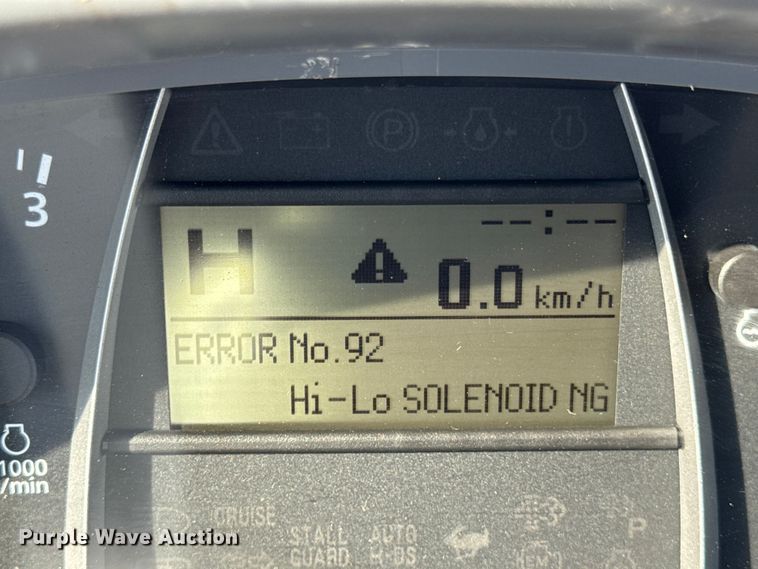 P
3
--:--
H
0.0 km/h
ERROR No.92
Hi-Lo SOLENOID NG
1000
r/min
CRUISE
STALL AUTO
GUARD H-DS
P
Purple Wave Auction